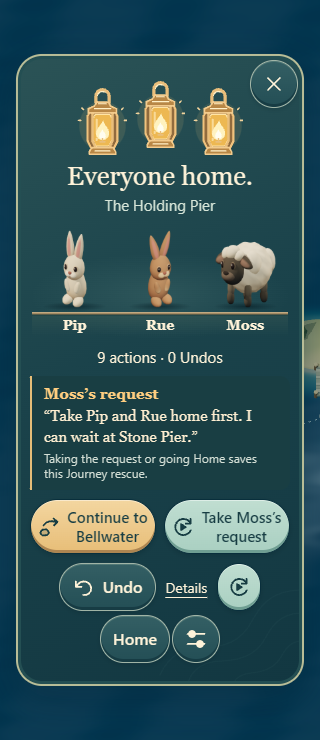 Everyone home.
The Holding Pier
Pip Rue Moss
9 actions · 0 Undos
Moss’s request
“Take Pip and Rue home first. I
can wait at Stone Pier.”
Taking the request or going Home saves
this Journey rescue.
Continue to
Bellwater
Take Moss’s
request
Undo
Details
Home